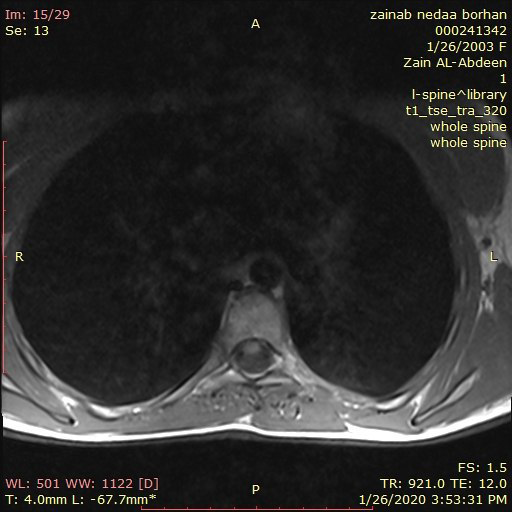 Im: 15/29
Se: 13
A
zainab nedaa borhan
000241342
1/26/2003 F
Zain AL-Abdeen
1
l-spine^library
t1_tse_tra_320
whole spine
whole spine
R
L
WL: 501 WW: 1122 [D]
T: 4.0mm L: -67.7mm*
P
FS: 1.5
TR: 921.0 TE: 12.0
1/26/2020 3:53:31 PM